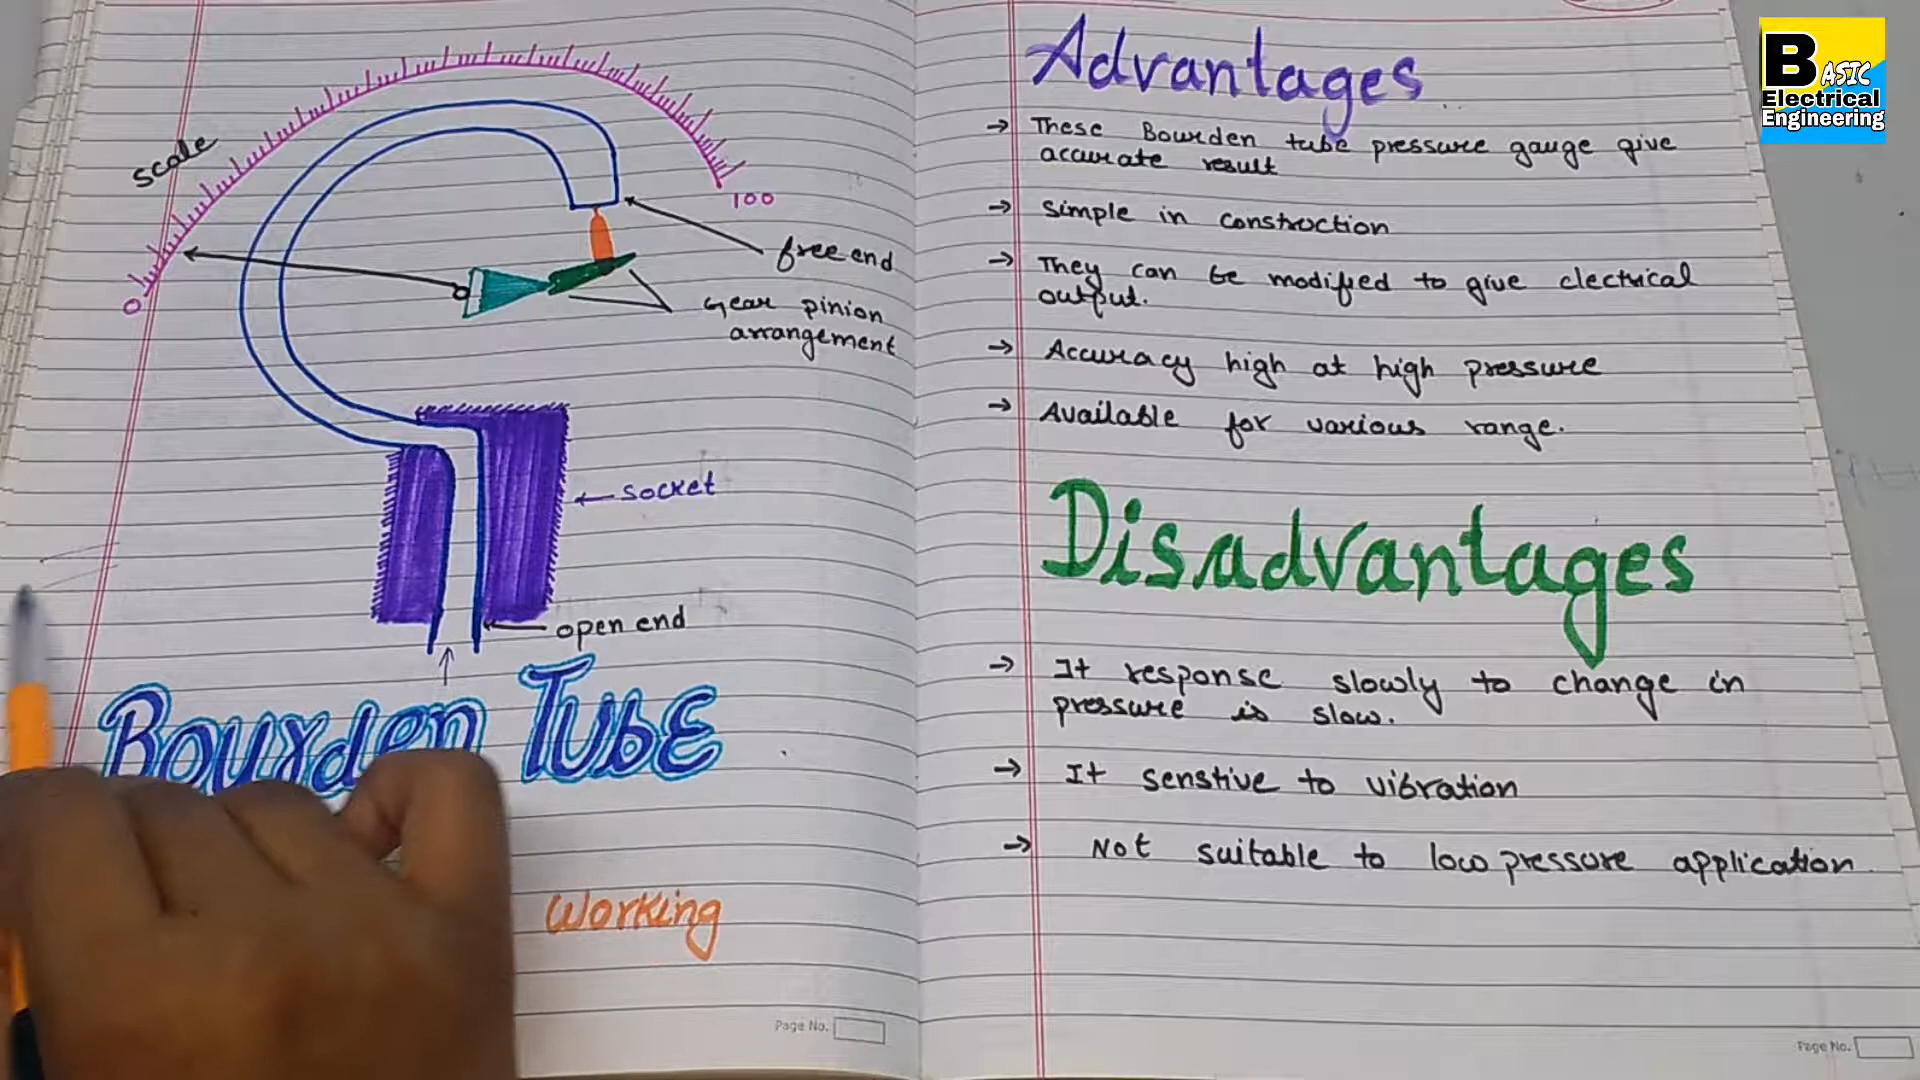 scale
0
100
free end
Gear pinion
arrangement
socket
open end
Bourden Tube
Working
Page No.
Advantages
→ These Bourden tube pressure gauge give
accurate result
→ Simple in construction
→ They can be modified to give electrical
output.
→ Accuracy high at high pressure
→ Available for various range.
Disadvantages
→ It response slowly to change in
pressure is slow.
→ It senstive to vibration
→ Not suitable to low pressure application.
Page No.
BASIC
Electrical
Engineering